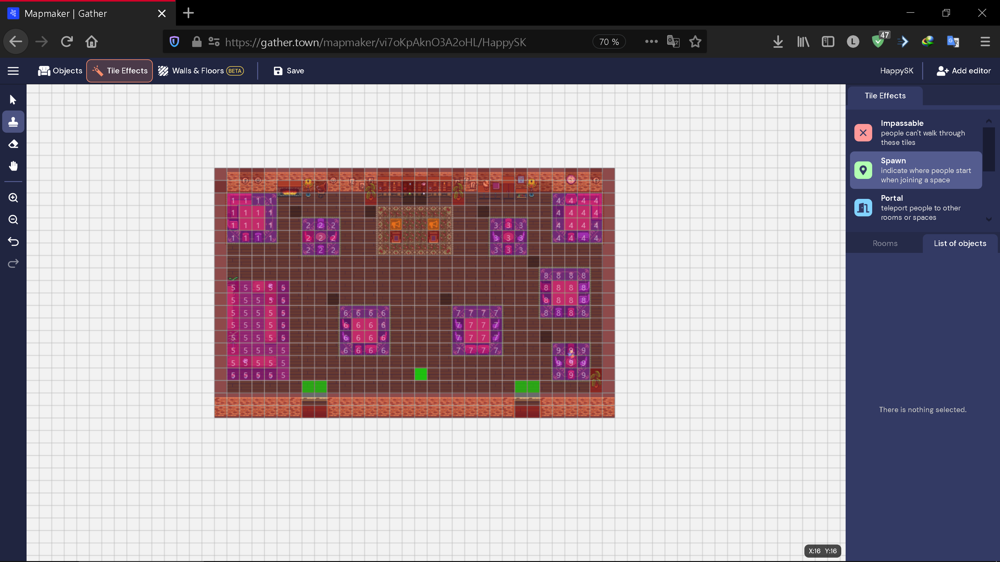 Mapmaker | Gather
https://gather.town/mapmaker/vi7oKpAknO3A2oHL/HappySK
70 %
L
47
Objects
Tile Effects
Walls & Floors BETA
Save
HappySK
Add editor
Tile Effects
Impassable
people can't walk through
these tiles
Spawn
indicate where people start
when joining a space
Portal
teleport people to other
rooms or spaces
Rooms
List of objects
There is nothing selected.
1 1 1 1 4 4 4 4
1 1 1 1 4 4 4 4
1 1 1 1 2 2 2 3 3 3 4 4 4 4
1 1 1 1 2 2 2 3 3 3 4 4 4 4
2 2 2 3 3 3
8 8 8 8
5 5 5 5 5 8 8 8 8
5 5 5 5 5 8 8 8 8
5 5 5 5 5 6 6 6 6 7 7 7 7 8 8 8 8
5 5 5 5 5 6 6 6 6 7 7 7 7
5 5 5 5 5 6 6 6 6 7 7 7 7
5 5 5 5 5 6 6 6 6 7 7 7 7 9 9 9
5 5 5 5 5 9 9 9
5 5 5 5 5 9 9 9
X:16 Y:16